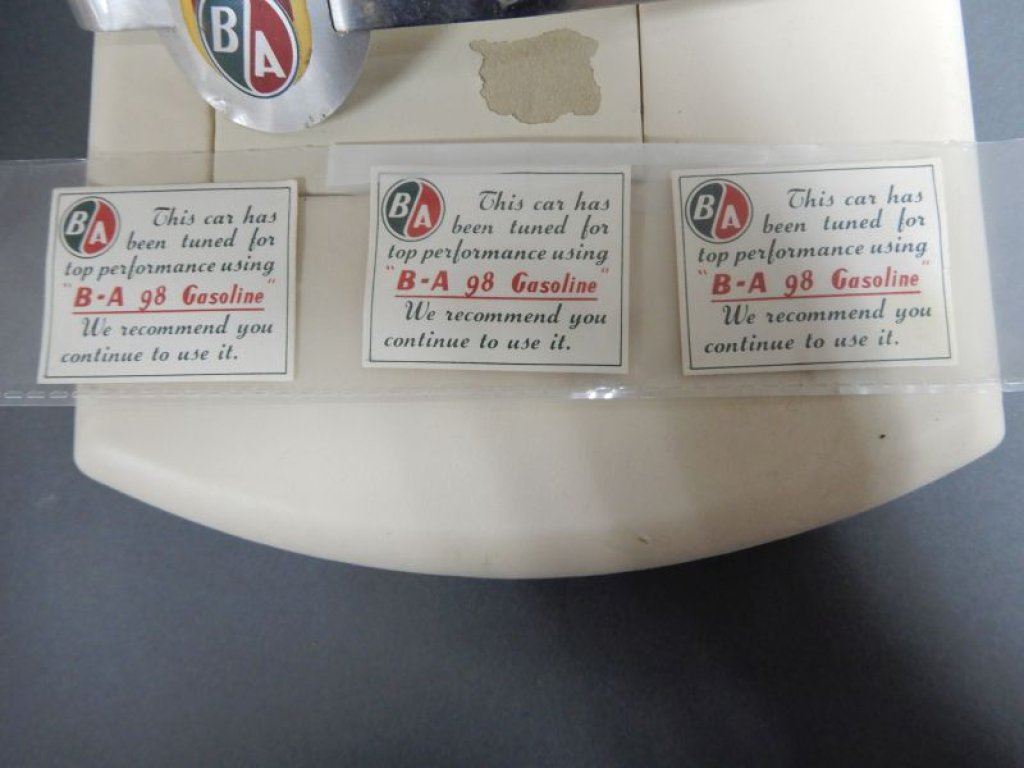 BA
BA This car has
been tuned for
top performance using
"B-A 98 Gasoline"
We recommend you
continue to use it.
BA This car has
been tuned for
top performance using
"B-A 98 Gasoline"
We recommend you
continue to use it.
BA This car has
been tuned for
top performance using
"B-A 98 Gasoline"
We recommend you
continue to use it.